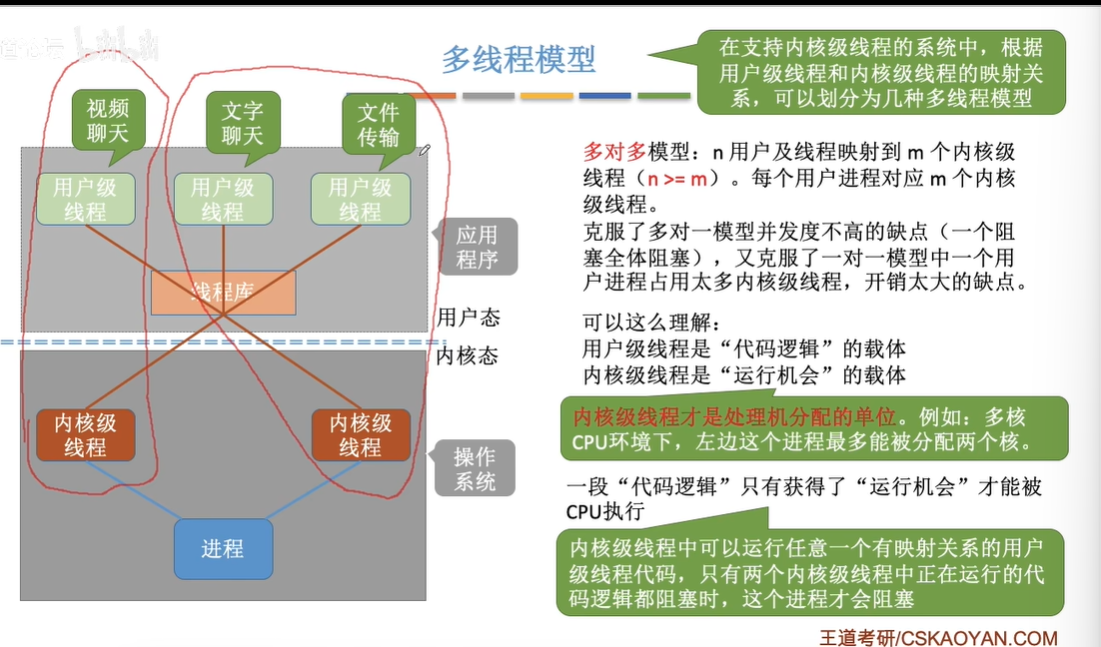 多线程模型
在支持内核级线程的系统中，根据
用户级线程和内核级线程的映射关
系，可以划分为几种多线程模型
视频
聊天
文字
聊天
文件
传输
用户级
线程
用户级
线程
用户级
线程
应用
程序
线程库
用户态
内核态
内核级
线程
内核级
线程
操作
系统
进程
多对多模型：n 用户及线程映射到 m 个内核级
线程（n >= m）。每个用户进程对应 m 个内核
级线程。
克服了多对一模型并发度不高的缺点（一个阻
塞全体阻塞），又克服了一对一模型中一个用
户进程占用太多内核级线程，开销太大的缺点。
可以这么理解：
用户级线程是“代码逻辑”的载体
内核级线程是“运行机会”的载体
内核级线程才是处理机分配的单位。例如：多核
CPU环境下，左边这个进程最多能被分配两个核。
一段“代码逻辑”只有获得了“运行机会”才能被
CPU执行
内核级线程中可以运行任意一个有映射关系的用户
级线程代码，只有两个内核级线程中正在运行的代
码逻辑都阻塞时，这个进程才会阻塞
王道考研/CSKAOYAN.COM